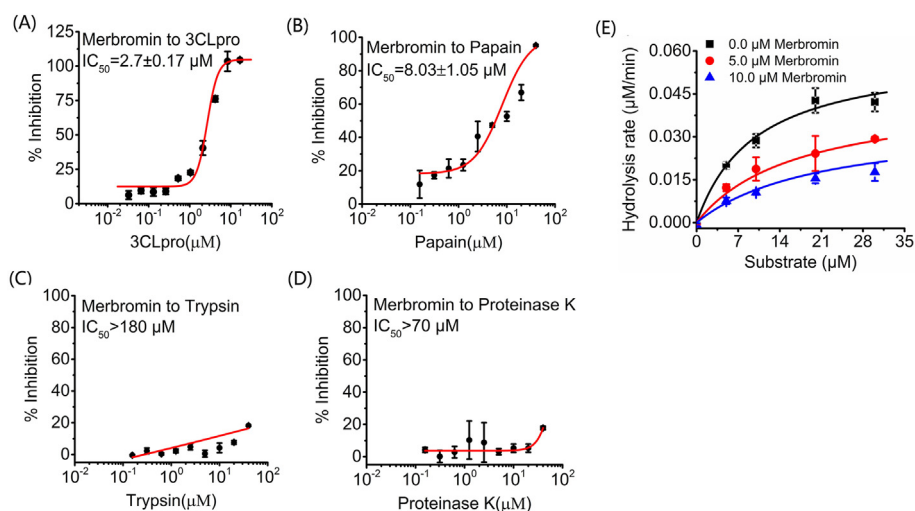 (A)
Merbromin to 3CLpro
IC50=2.7±0.17 µM
% Inhibition
125
100
75
50
25
0
10-2 10-1 100 101 102
3CLpro(µM)
(B)
Merbromin to Papain
IC50=8.03±1.05 µM
% Inhibition
100
80
60
40
20
0
10-1 100 101 102
Papain(µM)
(E)
0.0 µM Merbromin
5.0 µM Merbromin
10.0 µM Merbromin
Hydrolysis rate (µM/min)
0.060
0.045
0.030
0.015
0.000
0 7 14 21 28 35
Substrate (µM)
(C)
Merbromin to Trypsin
IC50>180 µM
% Inhibition
100
80
60
40
20
0
10-2 10-1 100 101 102
Trypsin(µM)
(D)
Merbromin to Proteinase K
IC50>70 µM
% Inhibition
100
80
60
40
20
0
10-2 10-1 100 101 102
Proteinase K(µM)